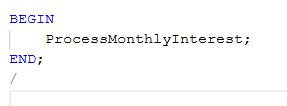 BEGIN
ProcessMonthlyInterest;
END;
/